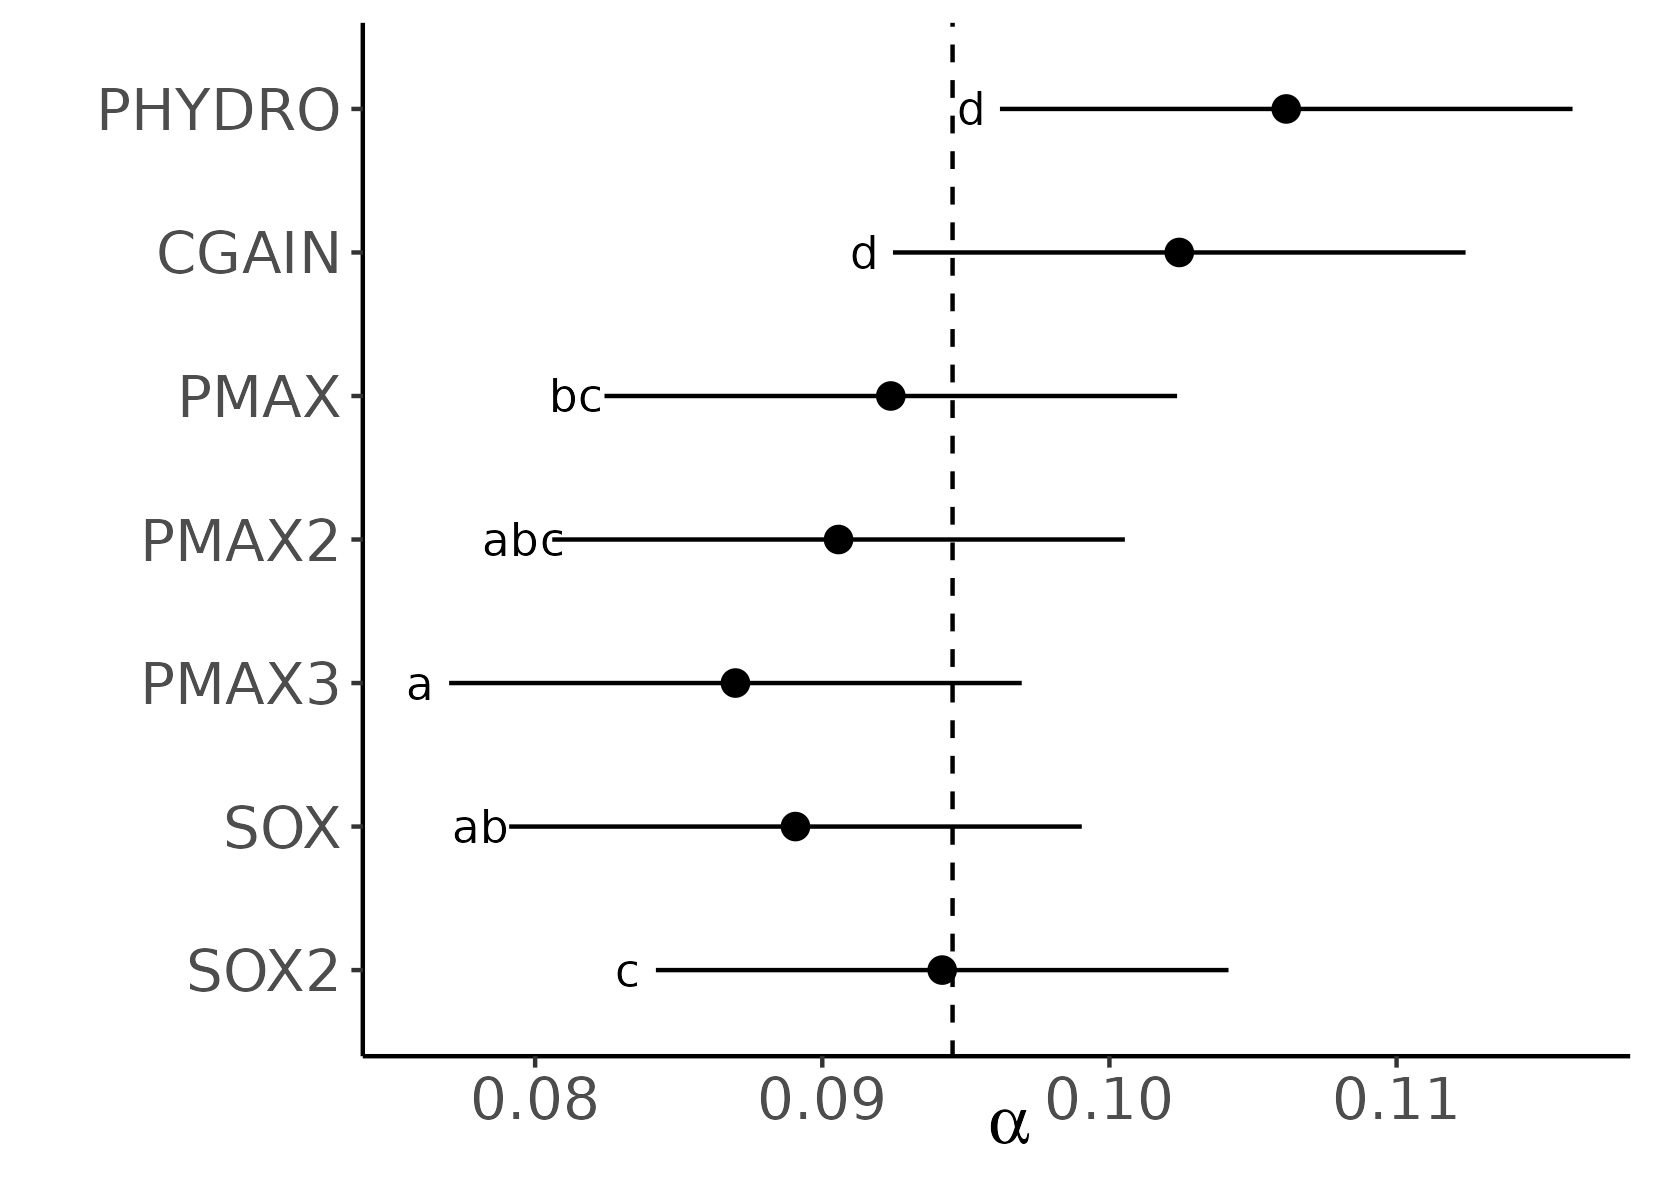 PHYDRO d
CGAIN d
PMAX bc
PMAX2 abc
PMAX3 a
SOX ab
SOX2 c
0.08 0.09 0.10 0.11
α